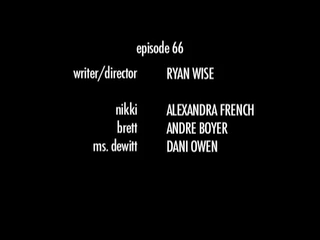 episode 66
writer/director RYAN WISE
nikki ALEXANDRA FRENCH
brett ANDRE BOYER
ms. dewitt DANI OWEN